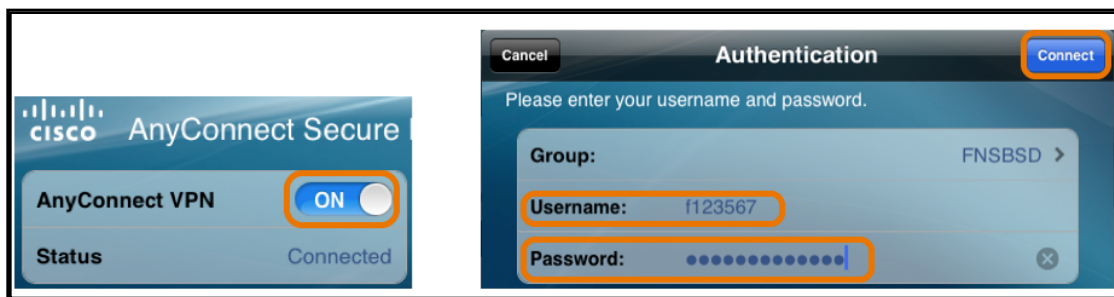 CISCO AnyConnect Secure
AnyConnect VPN ON
Status Connected
Cancel Authentication Connect
Please enter your username and password.
Group: FNSBSD >
Username: f123567
Password: ●●●●●●●●●●●●●